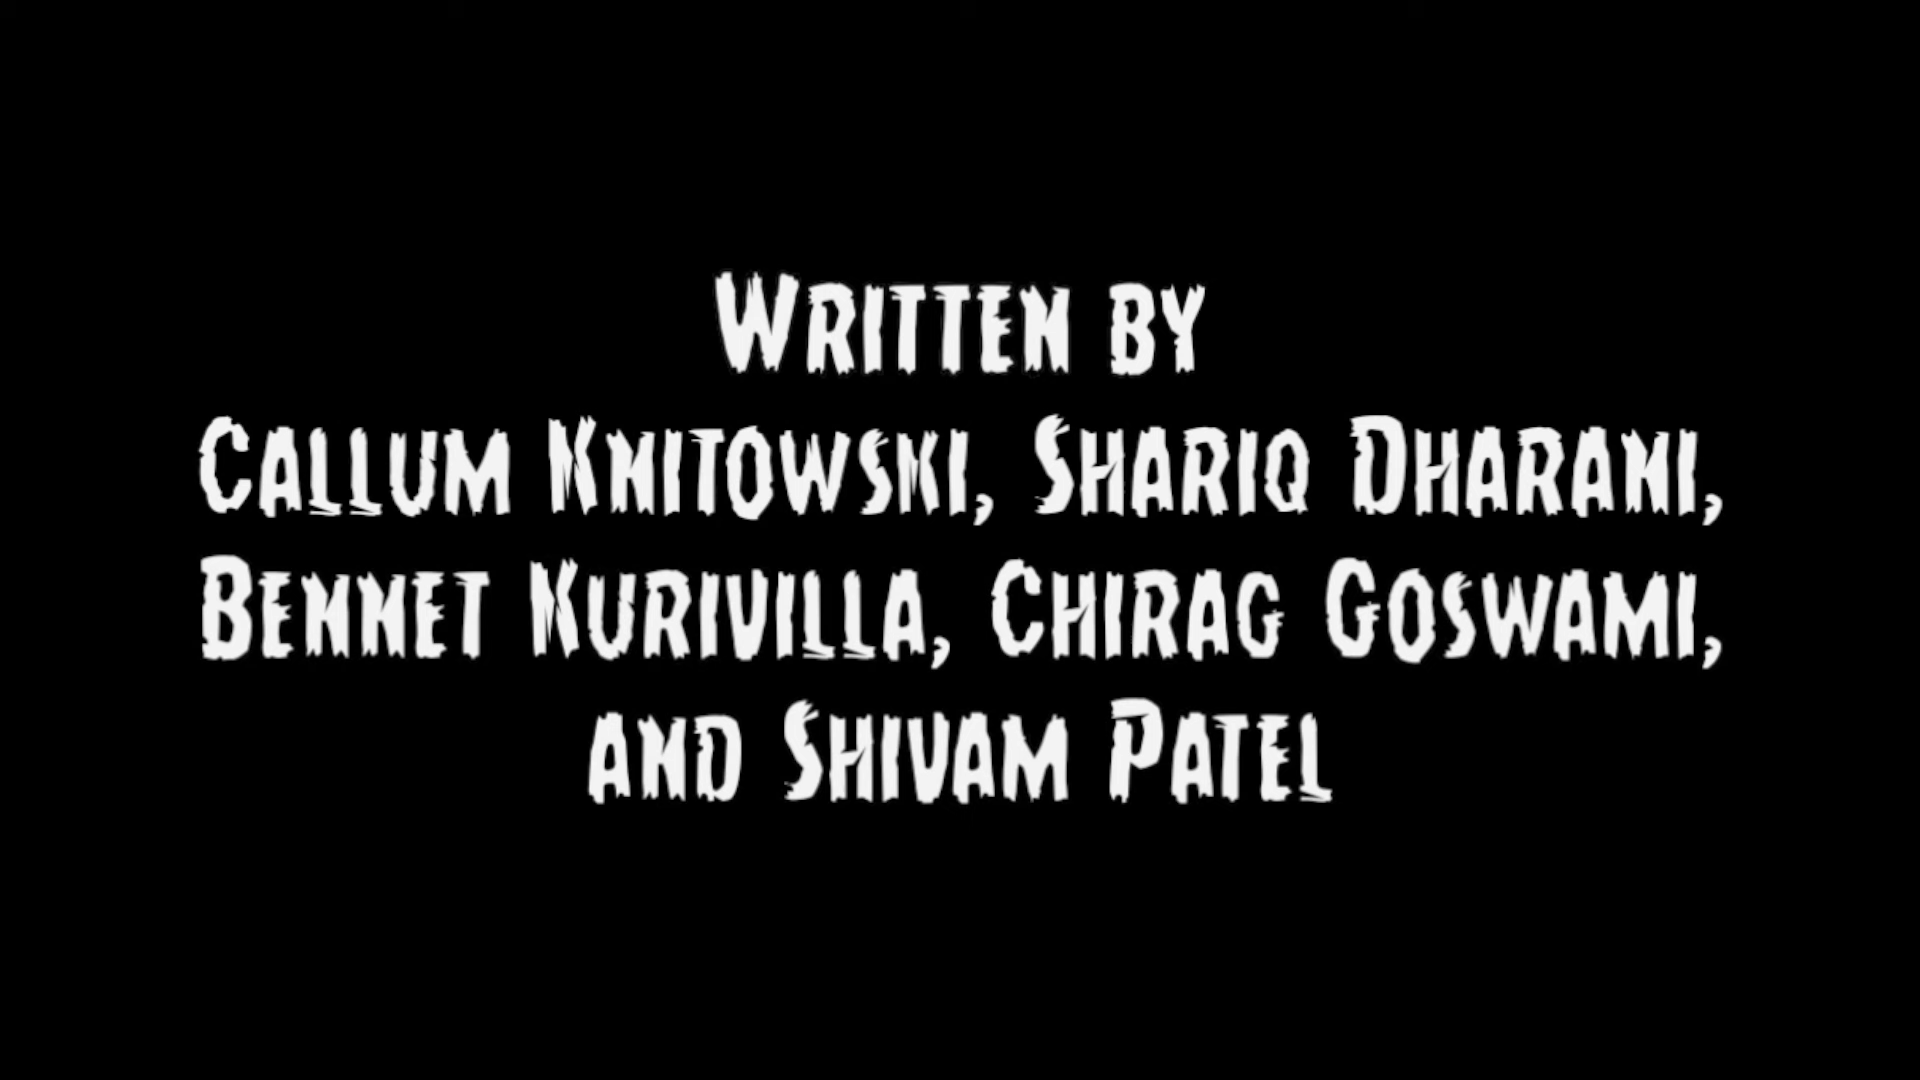 Written by
Callum Knitowski, Shariq Dharani,
Bennet Kurivilla, Chirag Goswami,
and Shivam Patel